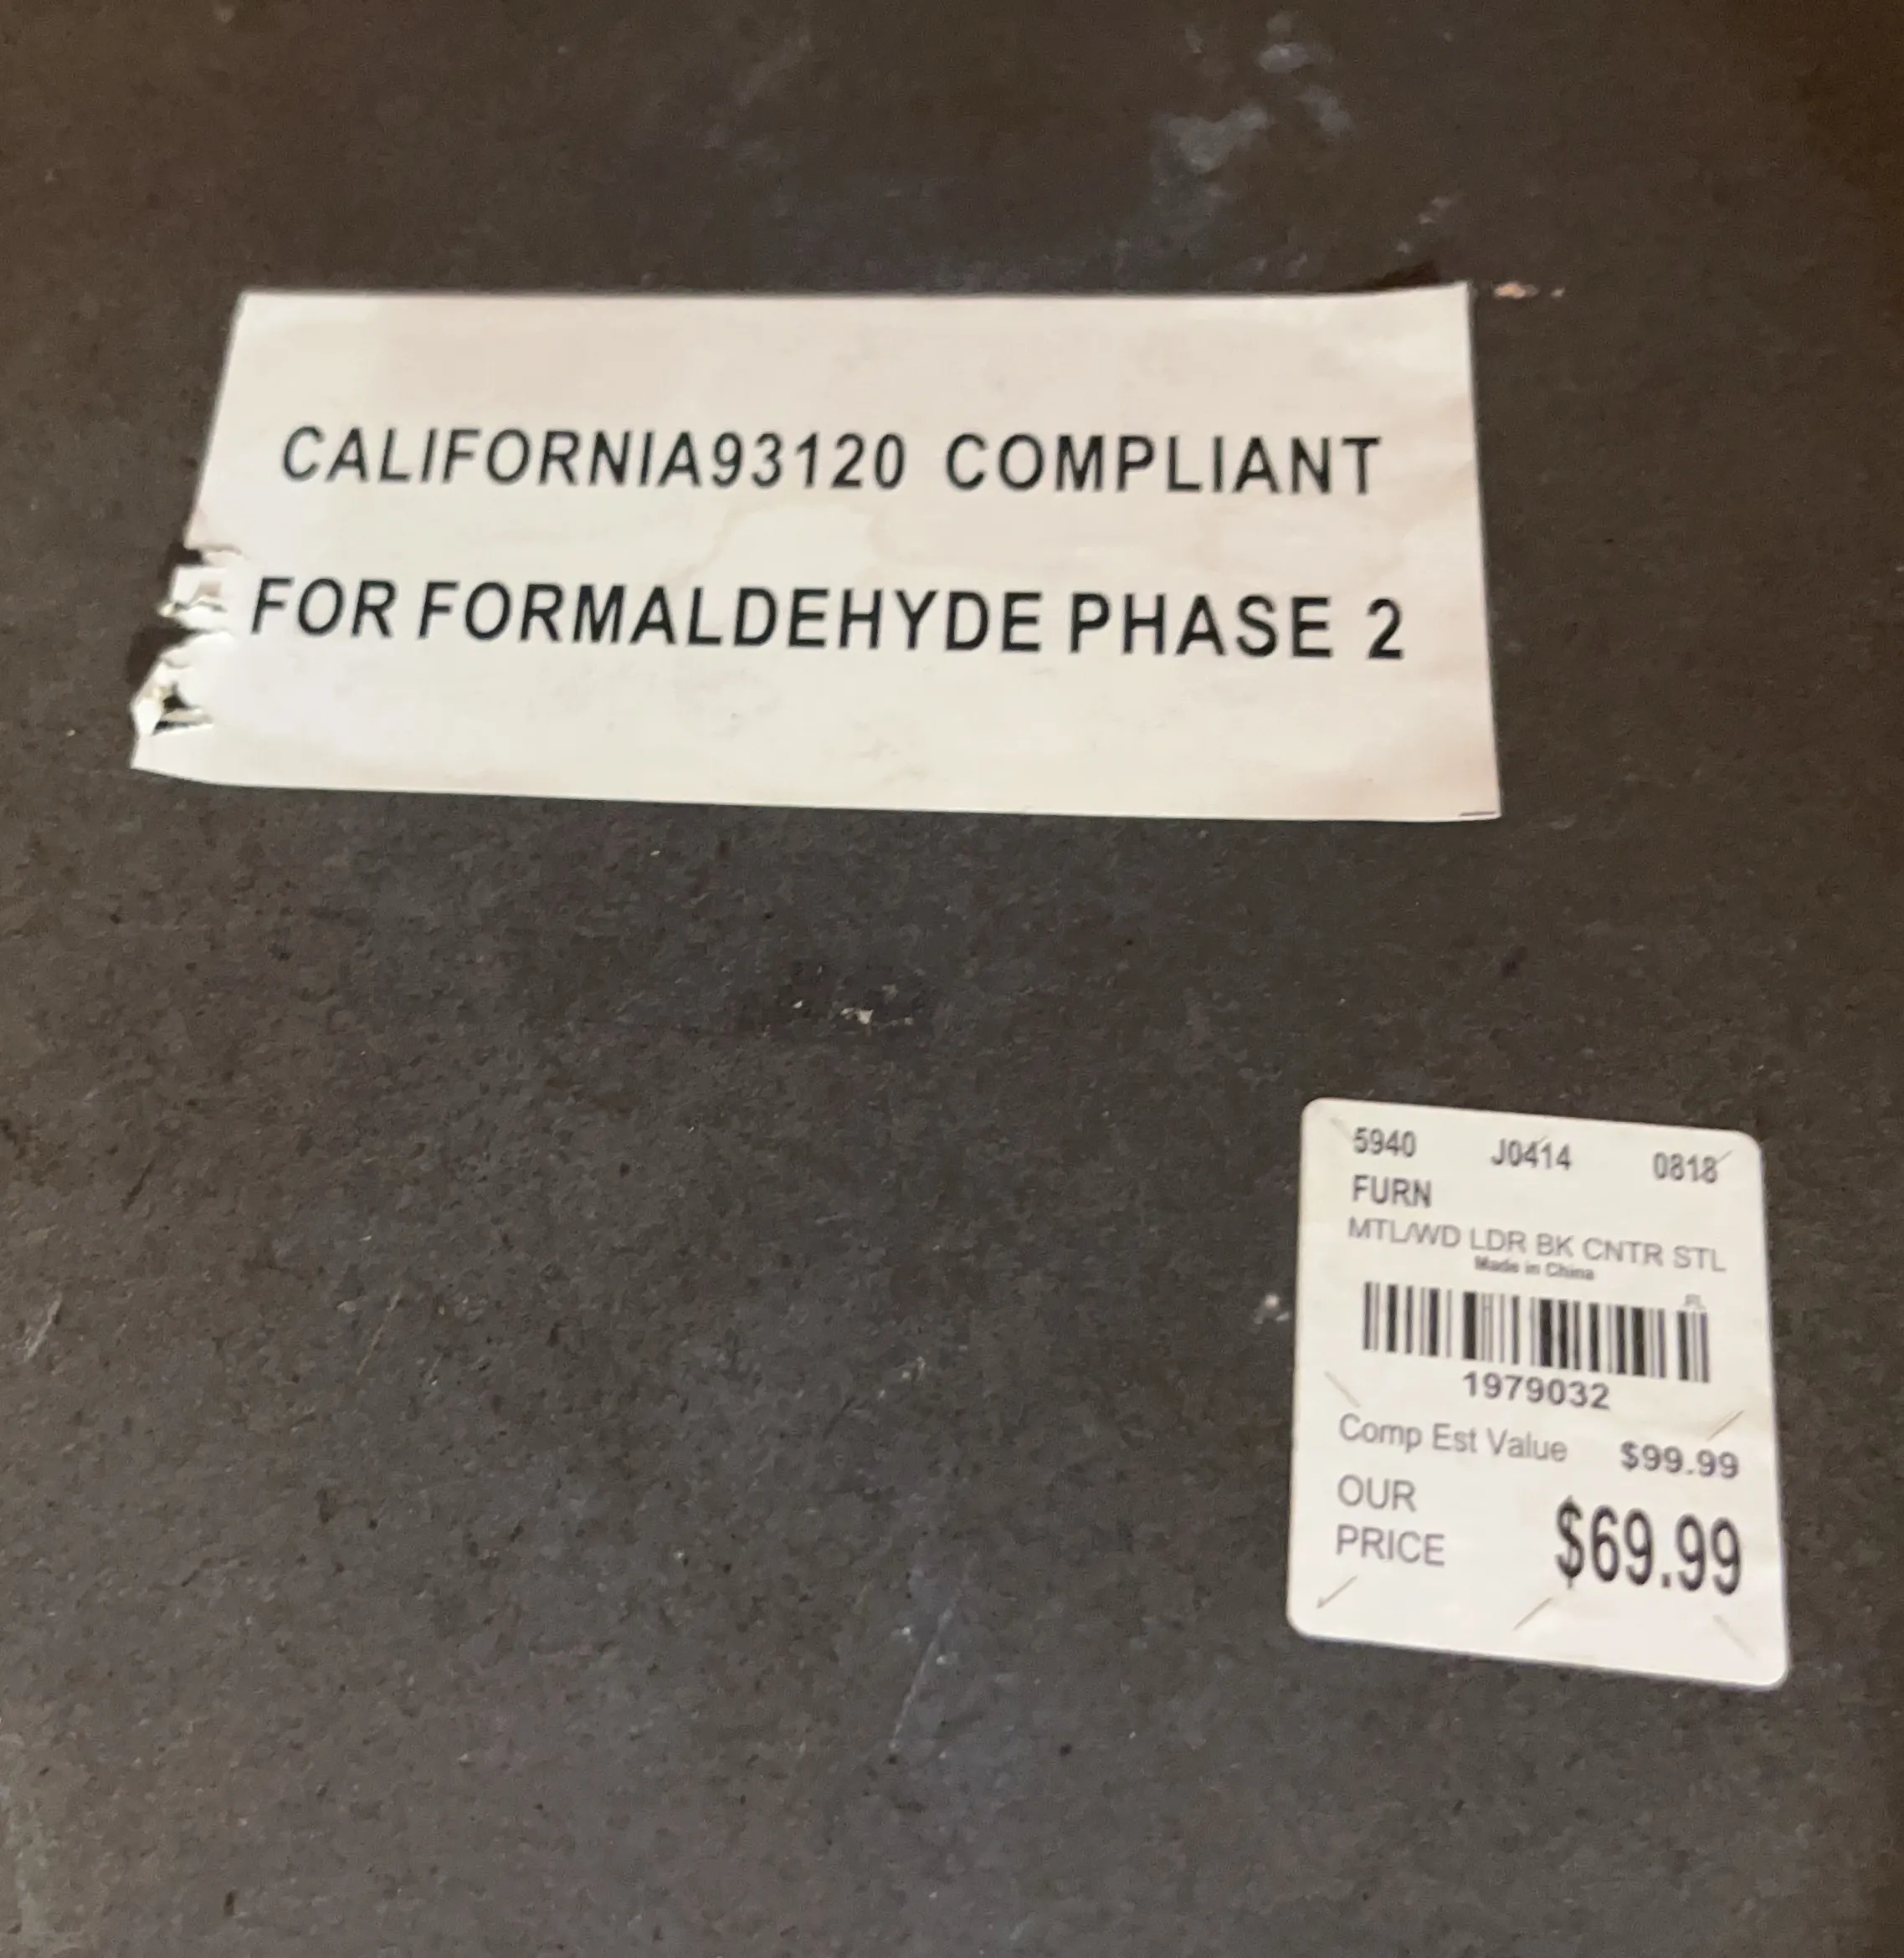 CALIFORNIA93120 COMPLIANT
FOR FORMALDEHYDE PHASE 2
5940 J0414 0818
FURN
MTL/WD LDR BK CNTR STL
Made in China
1979032
Comp Est Value $99.99
OUR
PRICE $69.99